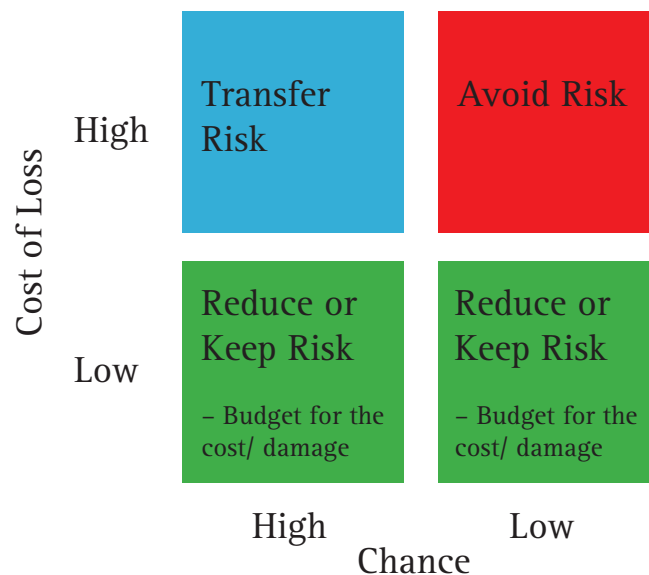 Transfer
Risk
Avoid Risk
High
Cost of Loss
Reduce or
Keep Risk
– Budget for the
cost/ damage
Reduce or
Keep Risk
– Budget for the
cost/ damage
Low
High
Low
Chance